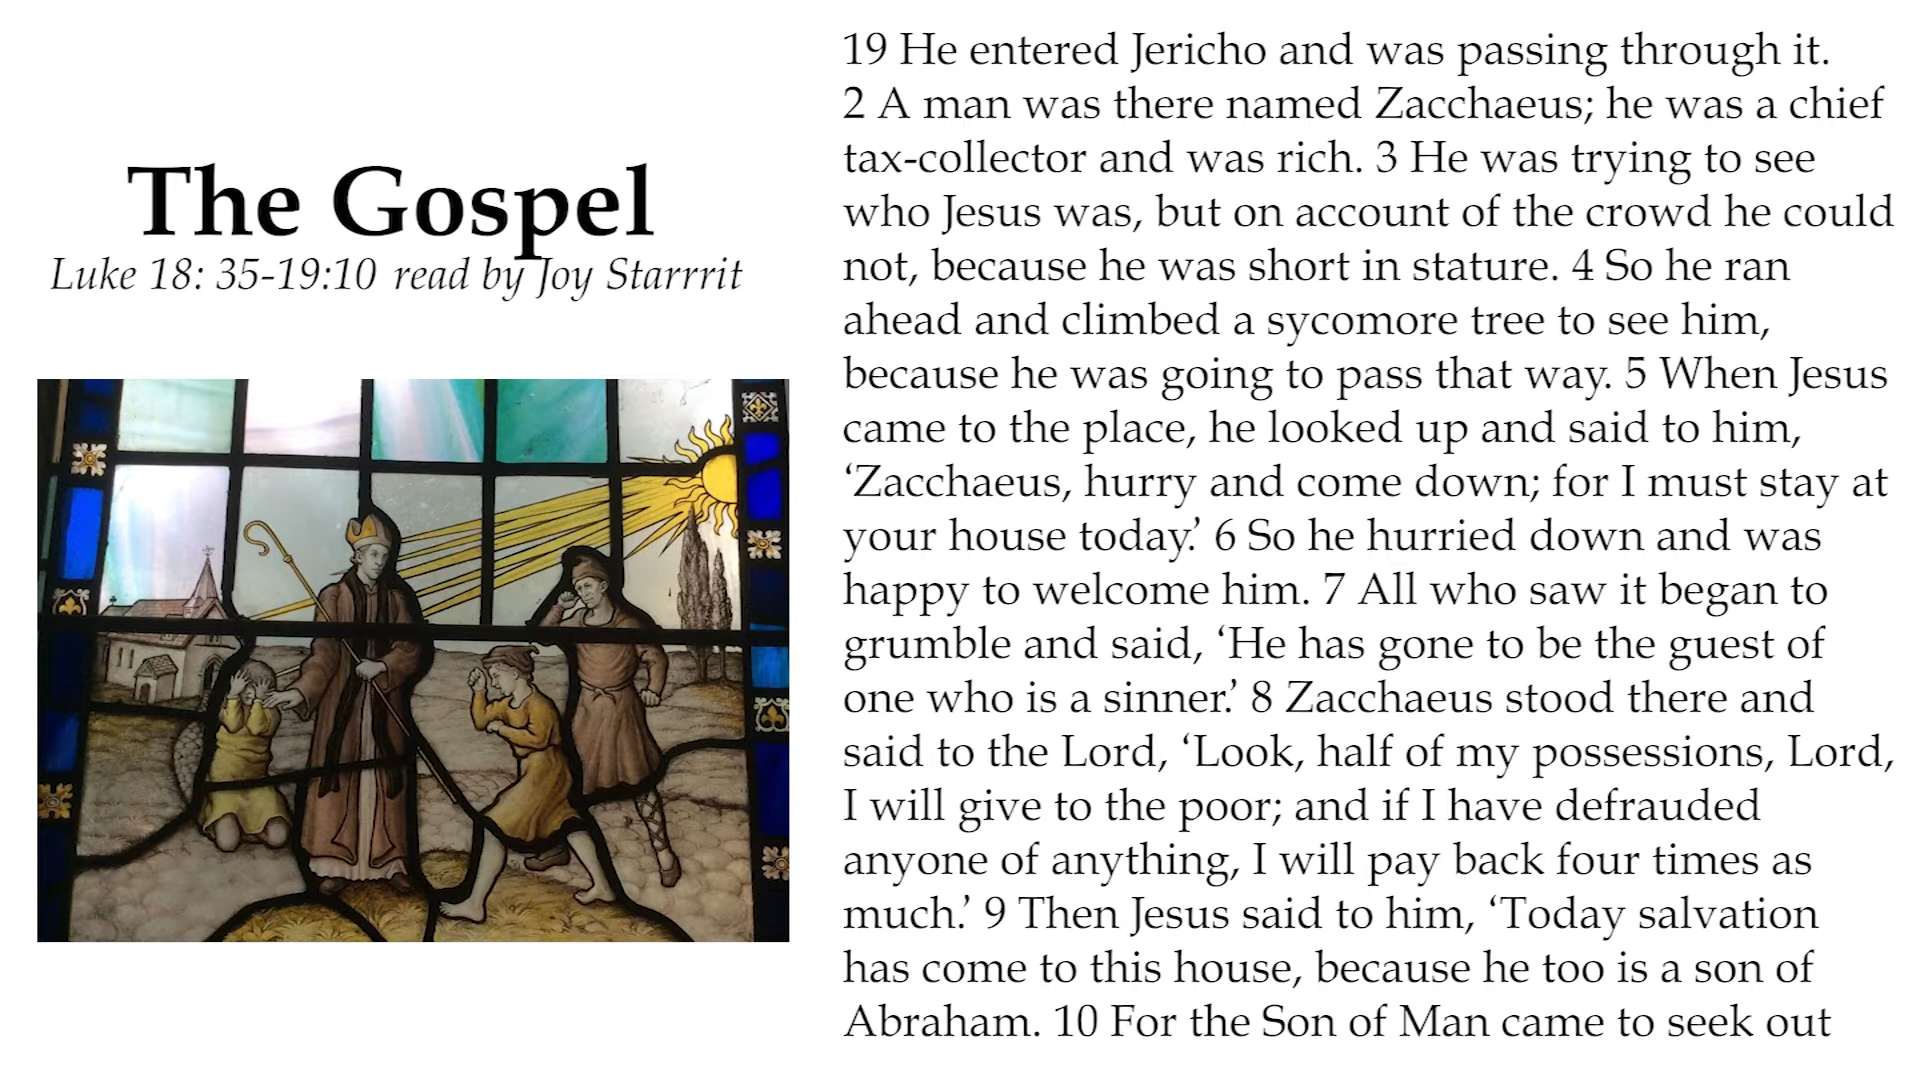 The Gospel
Luke 18: 35-19:10 read by Joy Starrrit
19 He entered Jericho and was passing through it.
2 A man was there named Zacchaeus; he was a chief
tax-collector and was rich. 3 He was trying to see
who Jesus was, but on account of the crowd he could
not, because he was short in stature. 4 So he ran
ahead and climbed a sycomore tree to see him,
because he was going to pass that way. 5 When Jesus
came to the place, he looked up and said to him,
‘Zacchaeus, hurry and come down; for I must stay at
your house today.’ 6 So he hurried down and was
happy to welcome him. 7 All who saw it began to
grumble and said, ‘He has gone to be the guest of
one who is a sinner.’ 8 Zacchaeus stood there and
said to the Lord, ‘Look, half of my possessions, Lord,
I will give to the poor; and if I have defrauded
anyone of anything, I will pay back four times as
much.’ 9 Then Jesus said to him, ‘Today salvation
has come to this house, because he too is a son of
Abraham. 10 For the Son of Man came to seek out